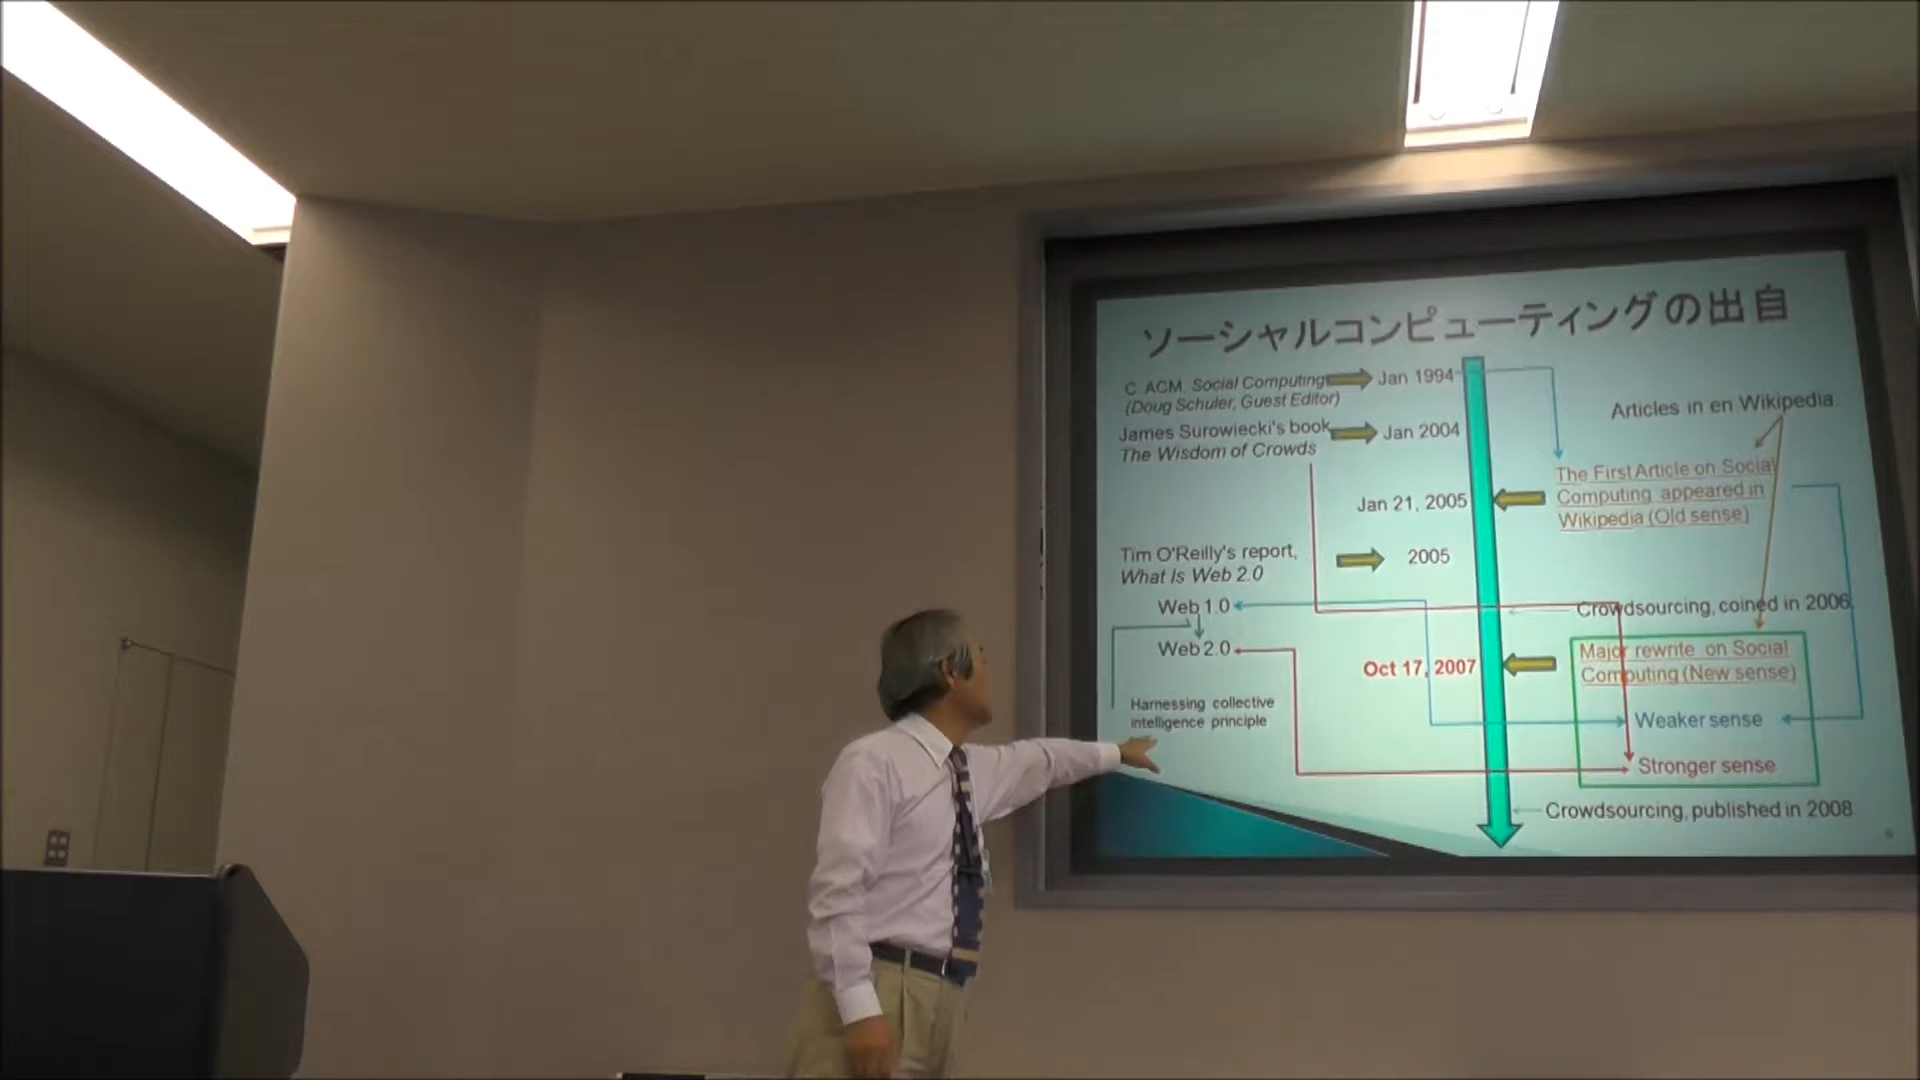 ソーシャルコンピューティングの出自
C. ACM, Social Computing
(Doug Schuler, Guest Editor)
Jan 1994
James Surowiecki's book
The Wisdom of Crowds
Jan 2004
Articles in en Wikipedia
The First Article on Social
Computing appeared in
Wikipedia (Old sense)
Jan 21, 2005
Tim O'Reilly's report,
What Is Web 2.0
2005
Web 1.0
Web 2.0
Crowdsourcing, coined in 2006
Oct 17, 2007
Major rewrite on Social
Computing (New sense)
Harnessing collective
intelligence principle
Weaker sense
Stronger sense
Crowdsourcing, published in 2008